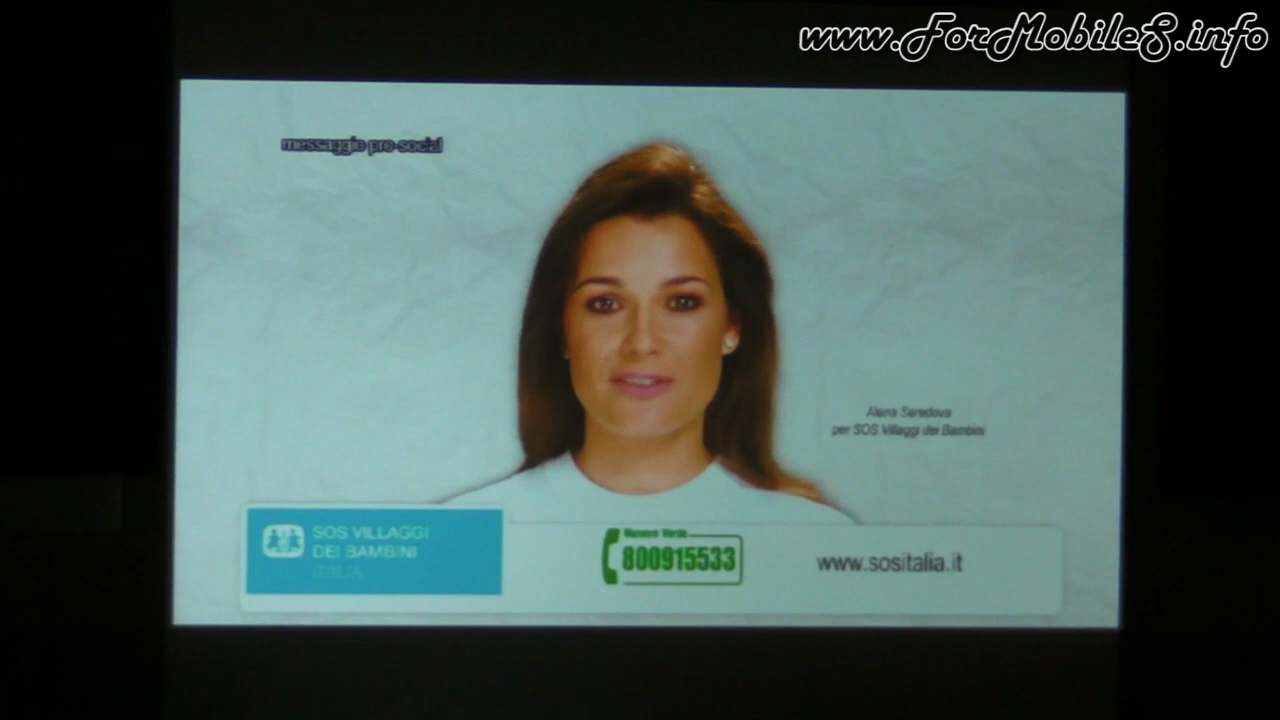 www.ForMobileS.info
messaggio pro-social
Alena Seredova
per SOS Villaggi dei Bambini
SOS VILLAGGI
DEI BAMBINI
ITALIA
Numero Verde
800915533
www.sositalia.it